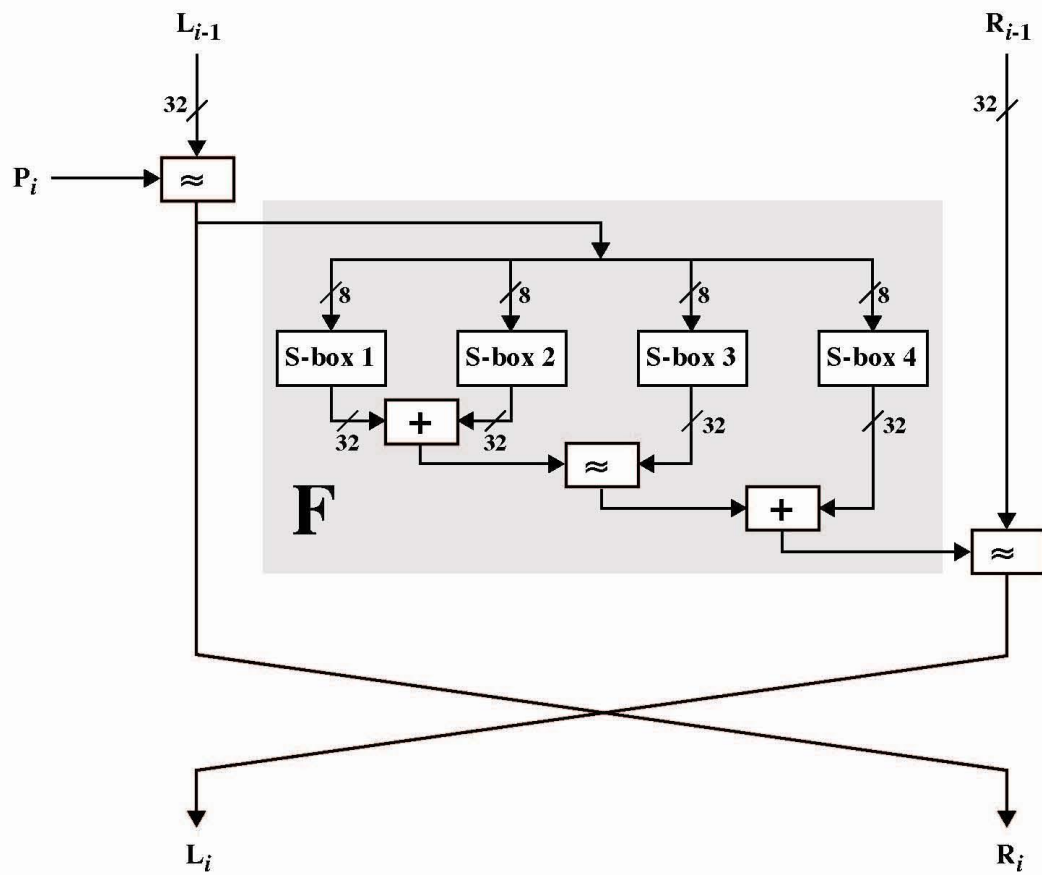 L_{i-1}
R_{i-1}
32
32
P_i
≈
8
8
8
8
S-box 1
S-box 2
S-box 3
S-box 4
+
32
32
32
32
≈
F
+
≈
L_i
R_i